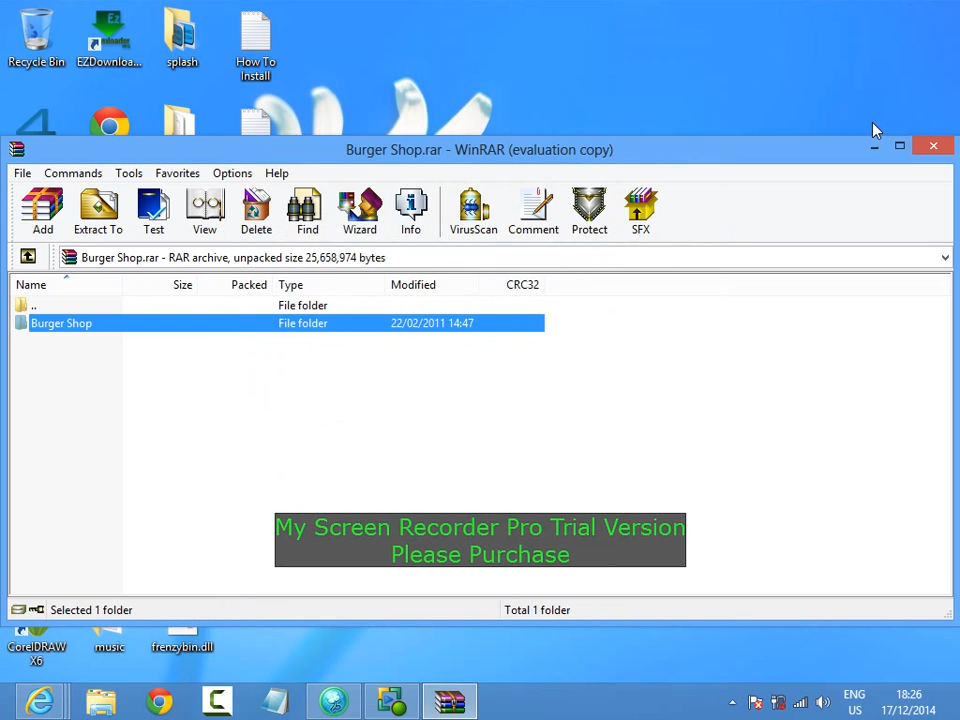 Recycle Bin
EZDownloa...
splash
How To
Install
Ez
Burger Shop.rar - WinRAR (evaluation copy)
File Commands Tools Favorites Options Help
Add Extract To Test View Delete Find Wizard Info VirusScan Comment Protect SFX
Burger Shop.rar - RAR archive, unpacked size 25,658,974 bytes
Name Size Packed Type Modified CRC32
.. File folder
Burger Shop File folder 22/02/2011 14:47
My Screen Recorder Pro Trial Version
Please Purchase
Selected 1 folder Total 1 folder
CorelDRAW
X6
music
frenzybin.dll
ENG
US
18:26
17/12/2014